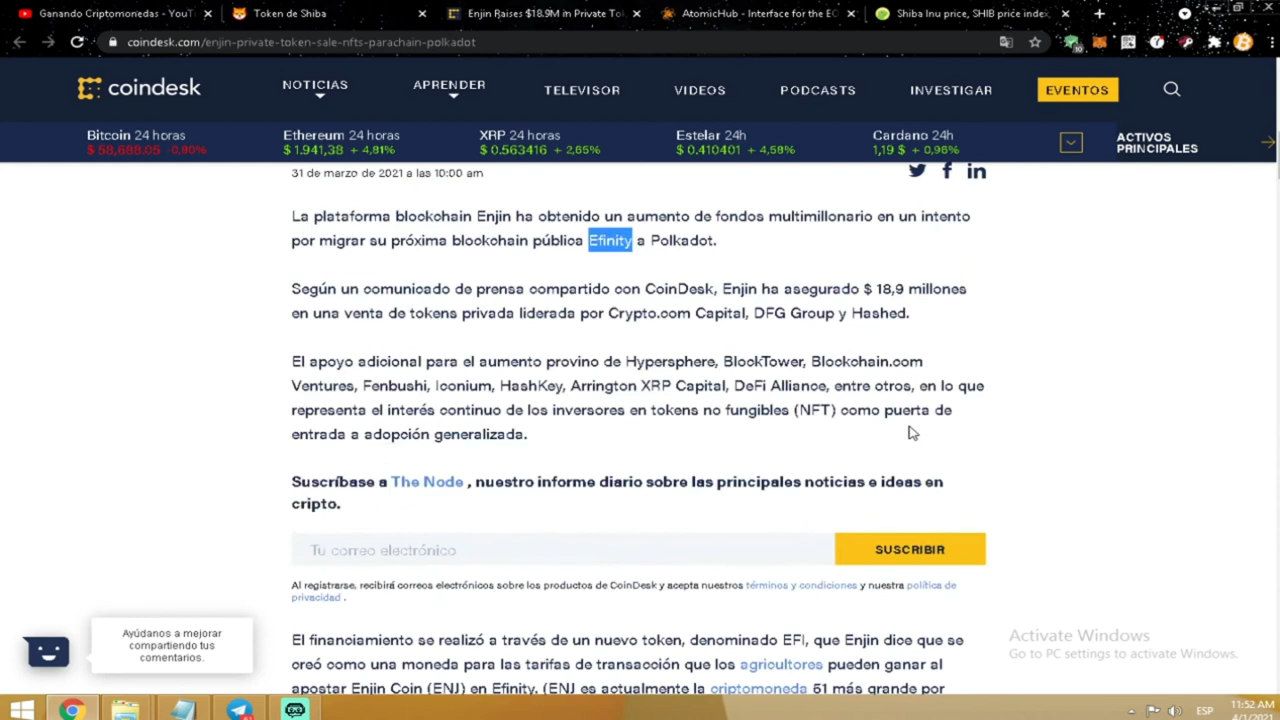 Ganando Criptomonedas - YouT
Token de Shiba
Enjin Raises $18.9M in Private Tok
AtomicHub - Interface for the EO
Shiba Inu price, SHIB price index,
coindesk.com/enjin-private-token-sale-nfts-parachain-polkadot
coindesk
NOTICIAS
APRENDER
TELEVISOR
VIDEOS
PODCASTS
INVESTIGAR
EVENTOS
Bitcoin 24 horas
$ 58,688.05 -0,90%
Ethereum 24 horas
$ 1.941,38 + 4,81%
XRP 24 horas
$ 0.563416 + 2,65%
Estelar 24h
$ 0.410401 + 4,59%
Cardano 24h
1,19 $ + 0,96%
ACTIVOS
PRINCIPALES
31 de marzo de 2021 a las 10:00 am
La plataforma blockchain Enjin ha obtenido un aumento de fondos multimillonario en un intento
por migrar su próxima blockchain pública Efinity a Polkadot.
Según un comunicado de prensa compartido con CoinDesk, Enjin ha asegurado $ 18,9 millones
en una venta de tokens privada liderada por Crypto.com Capital, DFG Group y Hashed.
El apoyo adicional para el aumento provino de Hypersphere, BlockTower, Blockchain.com
Ventures, Fenbushi, Iconium, HashKey, Arrington XRP Capital, DeFi Alliance, entre otros, en lo que
representa el interés continuo de los inversores en tokens no fungibles (NFT) como puerta de
entrada a adopción generalizada.
Suscríbase a The Node , nuestro informe diario sobre las principales noticias e ideas en
cripto.
Tu correo electrónico
SUSCRIBIR
Al registrarse, recibirá correos electrónicos sobre los productos de CoinDesk y acepta nuestros términos y condiciones y nuestra política de
privacidad .
Ayúdanos a mejorar
compartiendo tus
comentarios.
El financiamiento se realizó a través de un nuevo token, denominado EFI, que Enjin dice que se
creó como una moneda para las tarifas de transacción que los agricultores pueden ganar al
apostar Enjin Coin (ENJ) en Efinity. (ENJ es actualmente la criptomoneda 61 más grande por
Activate Windows
Go to PC settings to activate Windows.
ESP
11:52 AM
4/1/2021